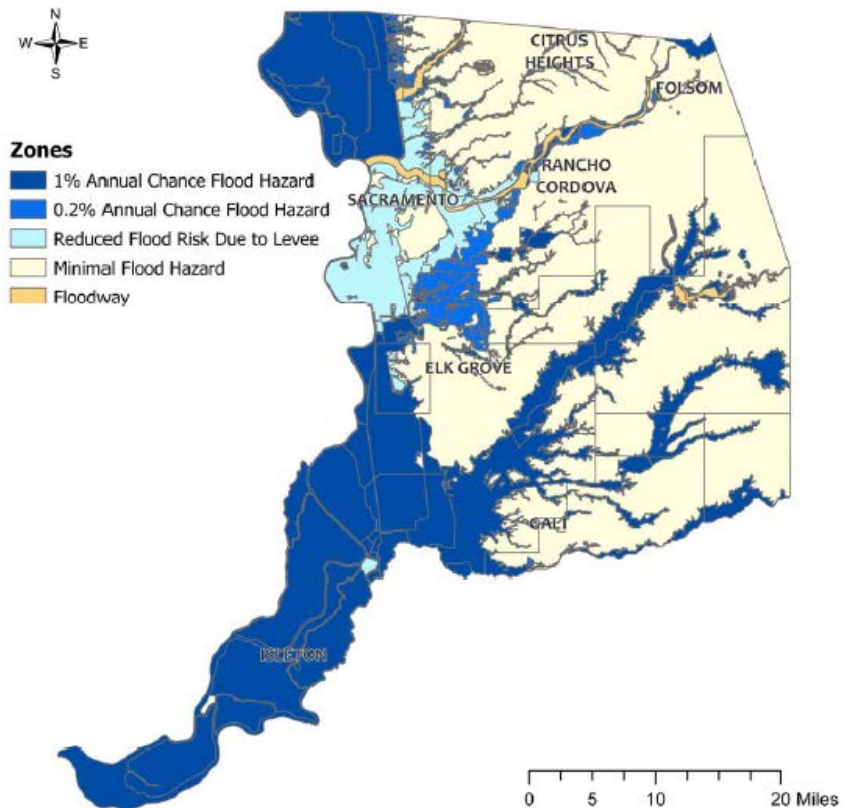 N
W E
S
CITRUS
HEIGHTS
FOLSOM
Zones
1% Annual Chance Flood Hazard
0.2% Annual Chance Flood Hazard
Reduced Flood Risk Due to Levee
Minimal Flood Hazard
Floodway
RANCHO
CORDOVA
SACRAMENTO
ELK GROVE
GALT
ISLETON
0 5 10 20 Miles